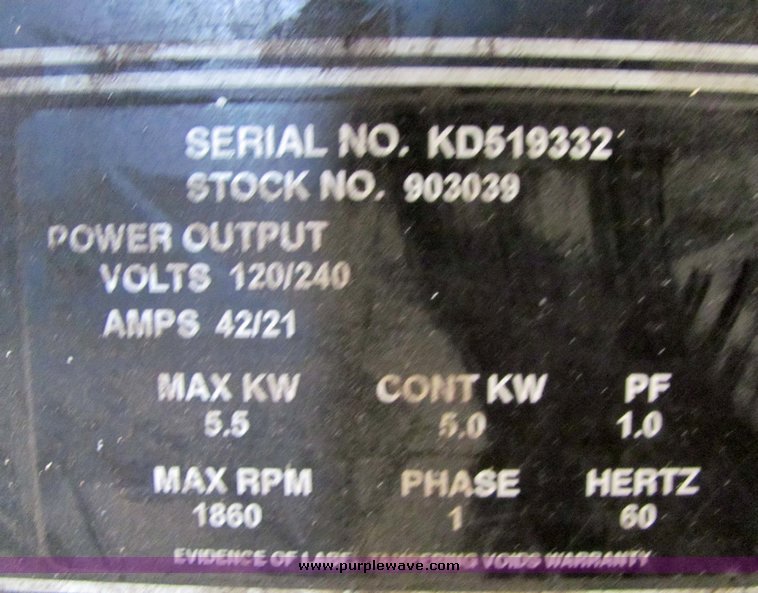 SERIAL NO. KD519332
STOCK NO. 903039
POWER OUTPUT
VOLTS 120/240
AMPS 42/21
MAX KW CONT KW PF
5.5 5.0 1.0
MAX RPM PHASE HERTZ
1860 1 60
EVIDENCE OF LABEL TAMPERING VOIDS WARRANTY
www.purplewave.com